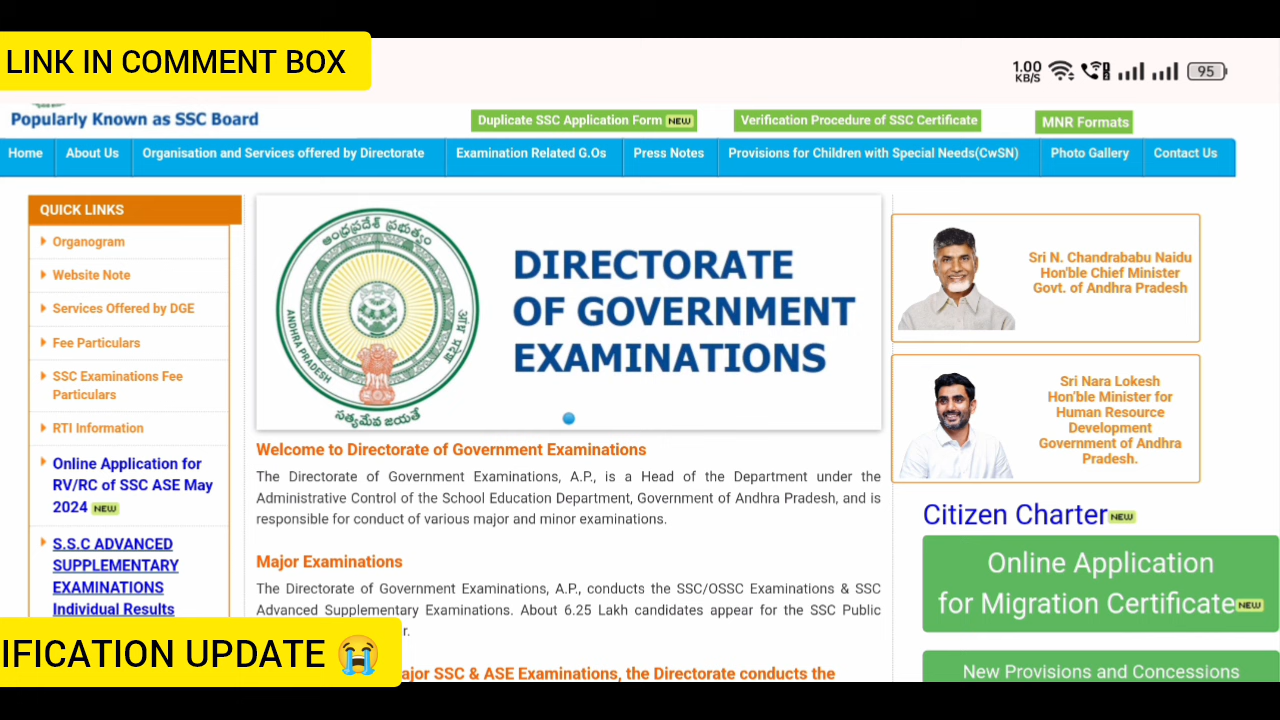 LINK IN COMMENT BOX
1.00
KB/S
95
Popularly Known as SSC Board
Duplicate SSC Application Form NEW
Verification Procedure of SSC Certificate
MNR Formats
Home
About Us
Organisation and Services offered by Directorate
Examination Related G.Os
Press Notes
Provisions for Children with Special Needs(CwSN)
Photo Gallery
Contact Us
QUICK LINKS
Organogram
Website Note
Services Offered by DGE
Fee Particulars
SSC Examinations Fee
Particulars
RTI Information
Online Application for
RV/RC of SSC ASE May
2024 NEW
S.S.C ADVANCED
SUPPLEMENTARY
EXAMINATIONS
Individual Results
ఆంధ్రప్రదేశ్ ప్రభుత్వం
ANDHRA PRADESH
आंध्र प्रदेश
సత్యమేవ జయతే
DIRECTORATE
OF GOVERNMENT
EXAMINATIONS
Welcome to Directorate of Government Examinations
The Directorate of Government Examinations, A.P., is a Head of the Department under the
Administrative Control of the School Education Department, Government of Andhra Pradesh, and is
responsible for conduct of various major and minor examinations.
Major Examinations
The Directorate of Government Examinations, A.P., conducts the SSC/OSSC Examinations & SSC
Advanced Supplementary Examinations. About 6.25 Lakh candidates appear for the SSC Public
r.
ajor SSC & ASE Examinations, the Directorate conducts the
Sri N. Chandrababu Naidu
Hon'ble Chief Minister
Govt. of Andhra Pradesh
Sri Nara Lokesh
Hon'ble Minister for
Human Resource
Development
Government of Andhra
Pradesh.
Citizen Charter NEW
Online Application
for Migration Certificate NEW
New Provisions and Concessions
IFICATION UPDATE 😭